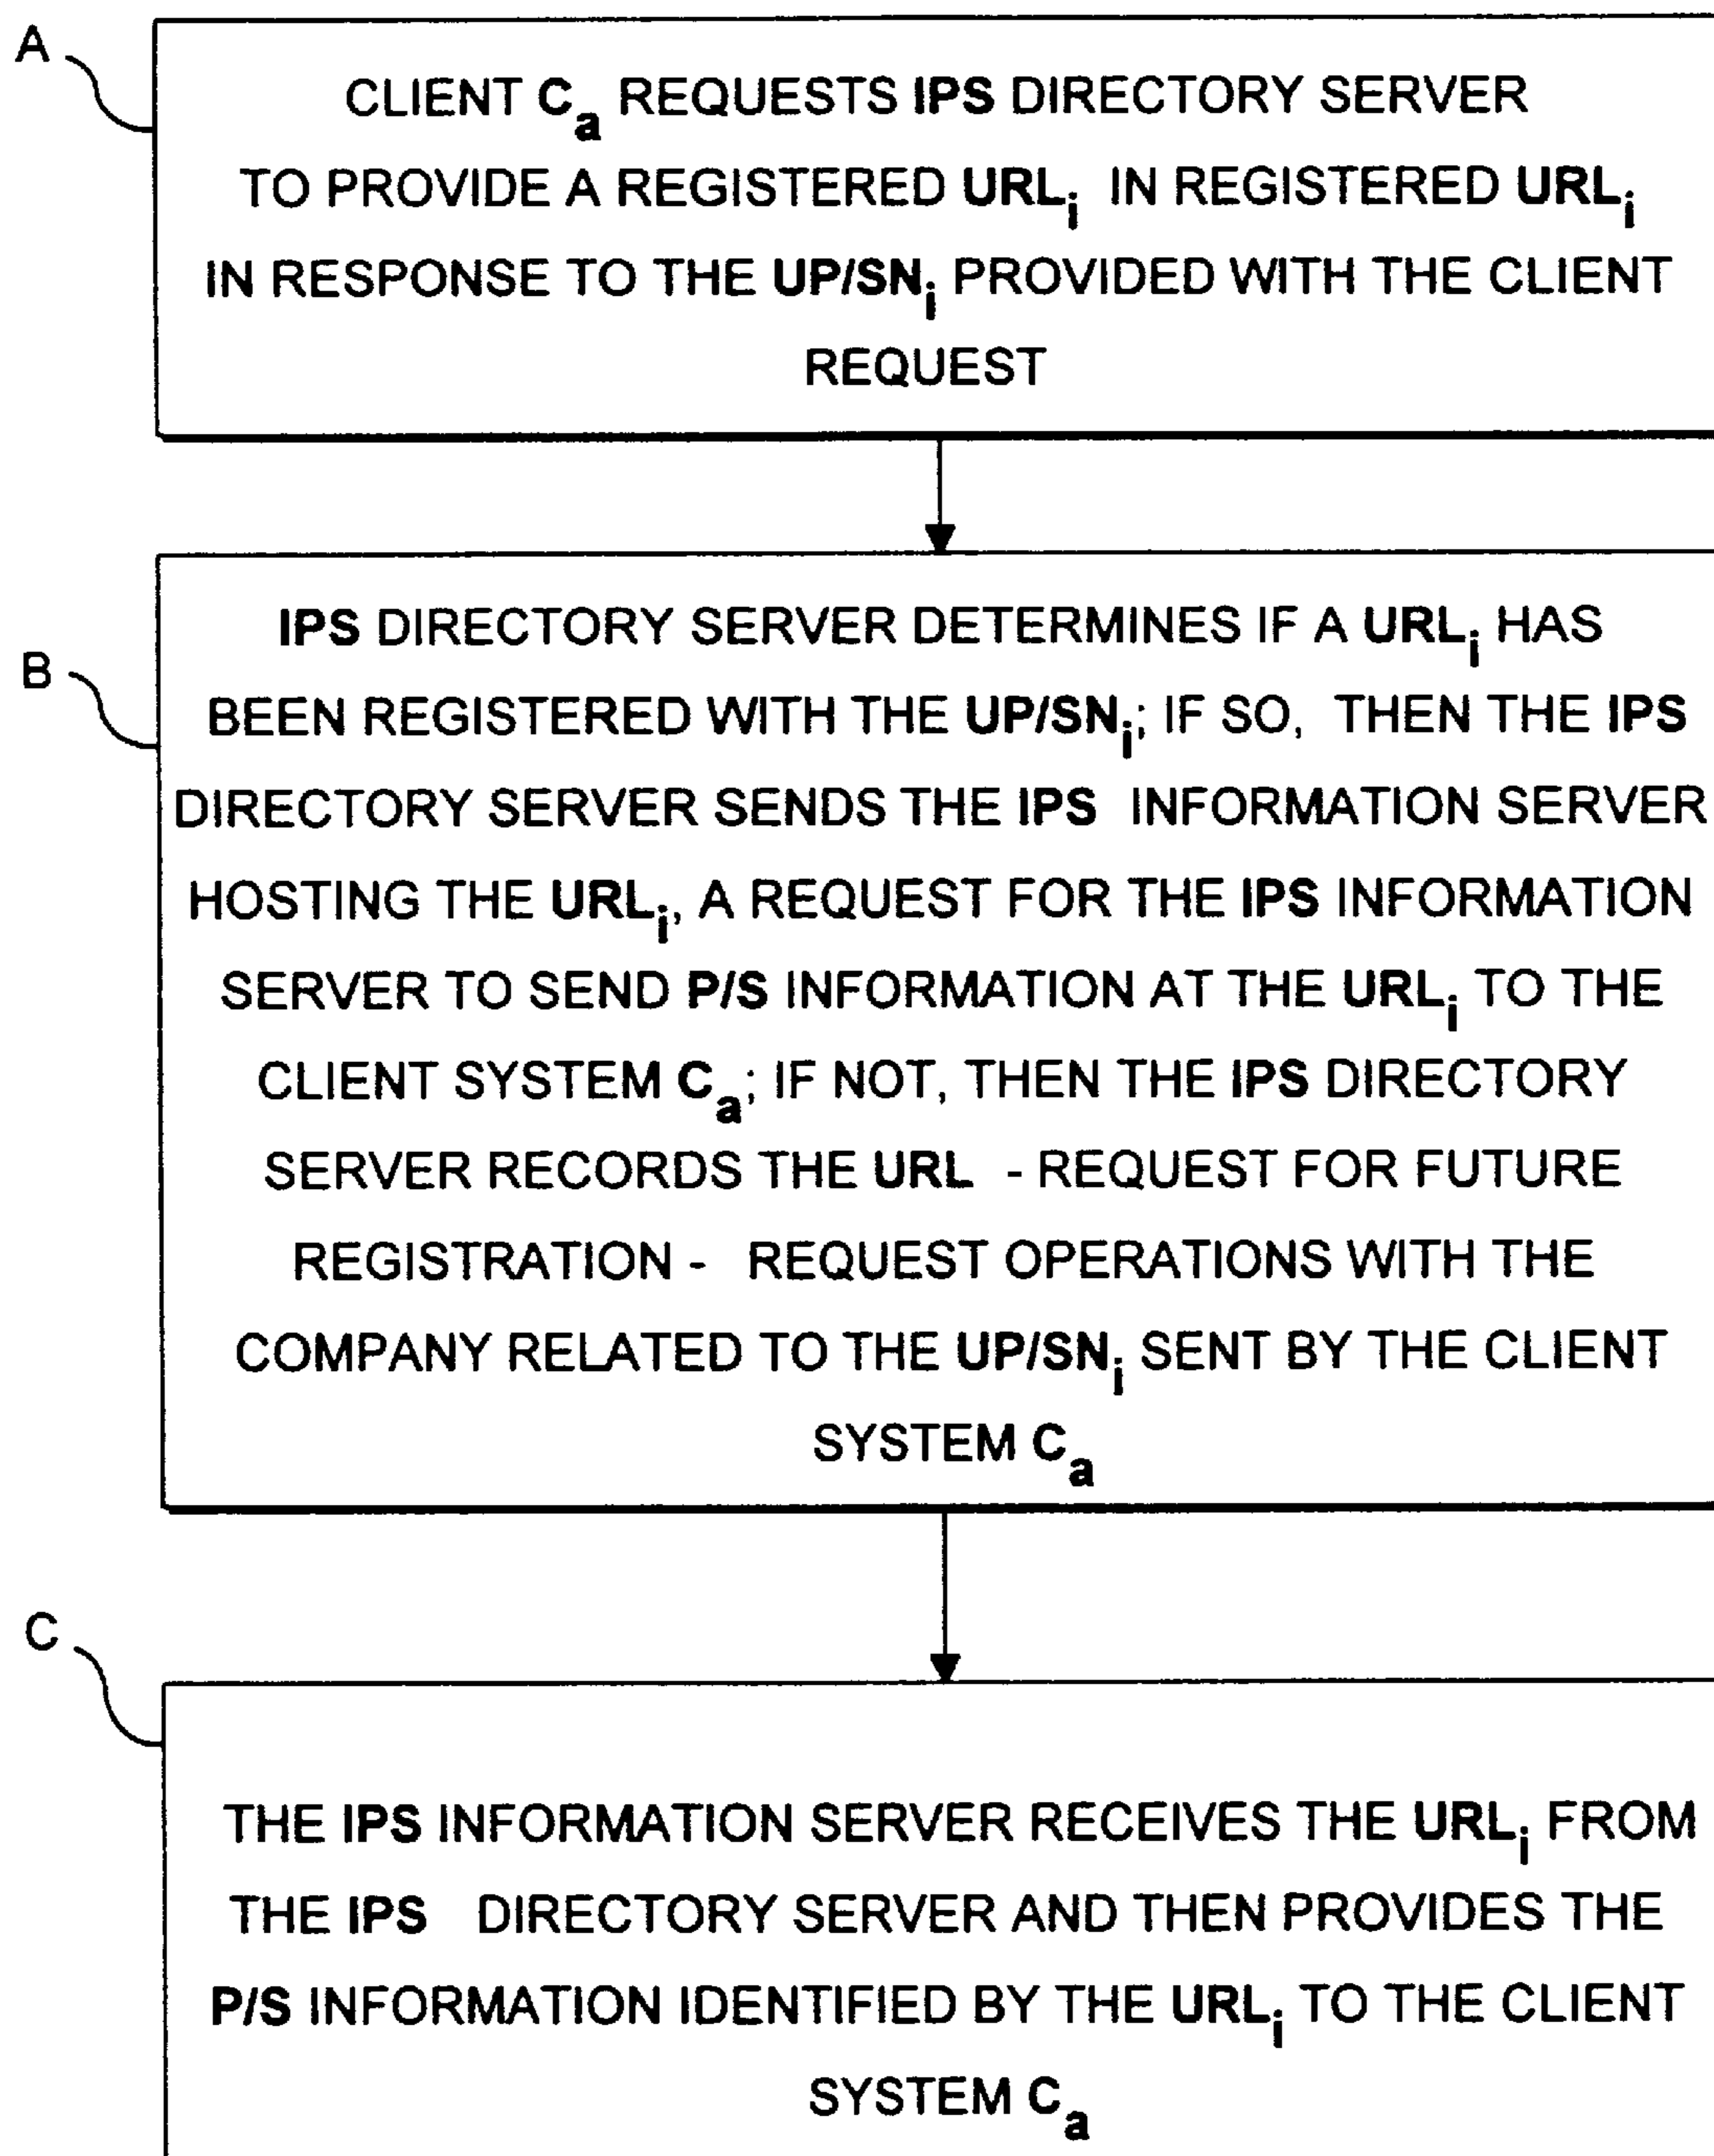 A
CLIENT Ca REQUESTS IPS DIRECTORY SERVER
TO PROVIDE A REGISTERED URLi IN REGISTERED URLi
IN RESPONSE TO THE UP/SNi PROVIDED WITH THE CLIENT
REQUEST
B
IPS DIRECTORY SERVER DETERMINES IF A URLi HAS
BEEN REGISTERED WITH THE UP/SNi; IF SO, THEN THE IPS
DIRECTORY SERVER SENDS THE IPS INFORMATION SERVER
HOSTING THE URLi, A REQUEST FOR THE IPS INFORMATION
SERVER TO SEND P/S INFORMATION AT THE URLi TO THE
CLIENT SYSTEM Ca; IF NOT, THEN THE IPS DIRECTORY
SERVER RECORDS THE URL - REQUEST FOR FUTURE
REGISTRATION - REQUEST OPERATIONS WITH THE
COMPANY RELATED TO THE UP/SNi SENT BY THE CLIENT
SYSTEM Ca
C
THE IPS INFORMATION SERVER RECEIVES THE URLi FROM
THE IPS DIRECTORY SERVER AND THEN PROVIDES THE
P/S INFORMATION IDENTIFIED BY THE URLi TO THE CLIENT
SYSTEM Ca